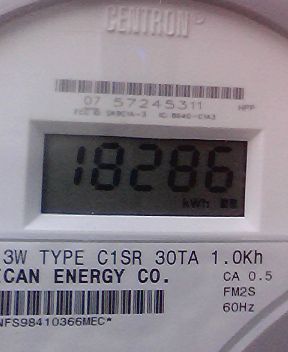 CENTRON
07 57245311
18286
kWh
3W TYPE C1SR 30TA 1.0Kh
ICAN ENERGY CO. CA 0.5
FM2S
NFS98410366MEC* 60Hz